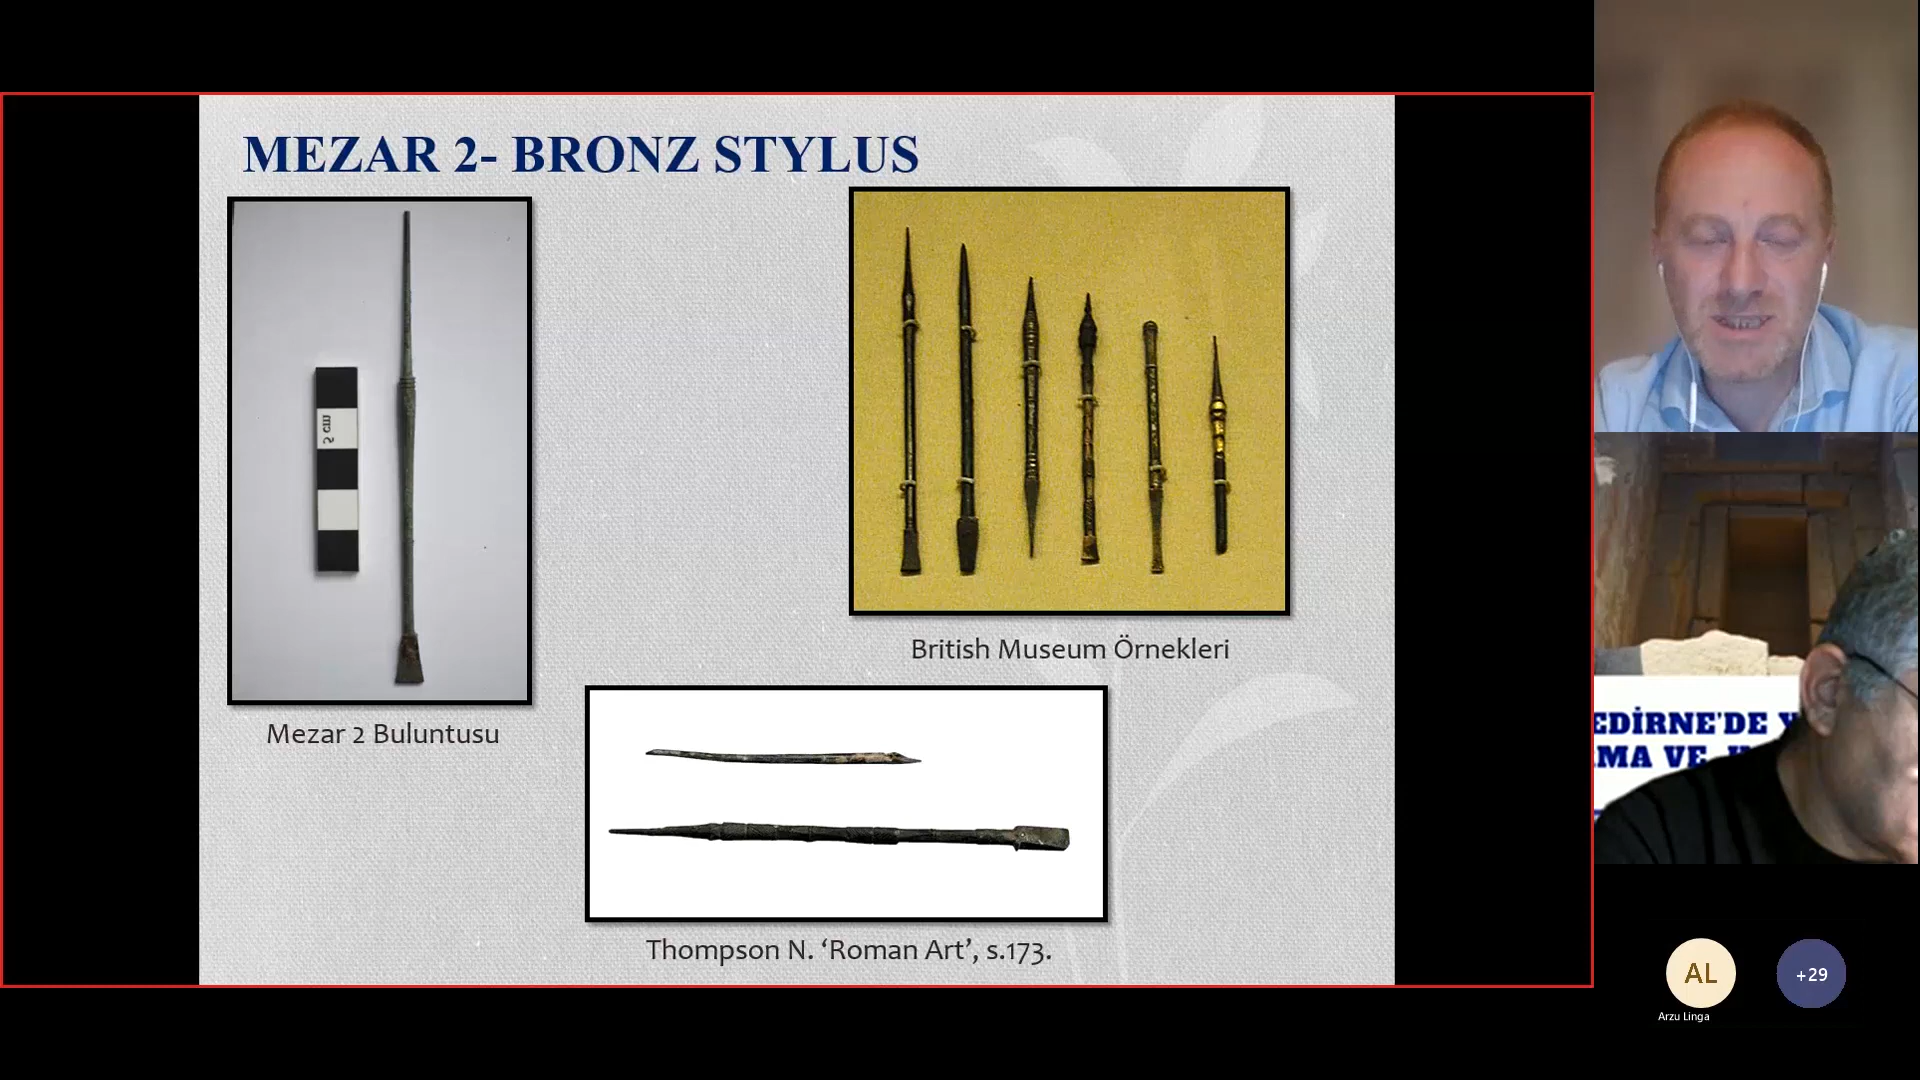 MEZAR 2- BRONZ STYLUS
5 cm
Mezar 2 Buluntusu
British Museum Örnekleri
Thompson N. ‘Roman Art’, s.173.
EDİRNE'DE
MA VE
AL
+29
Arzu Linga